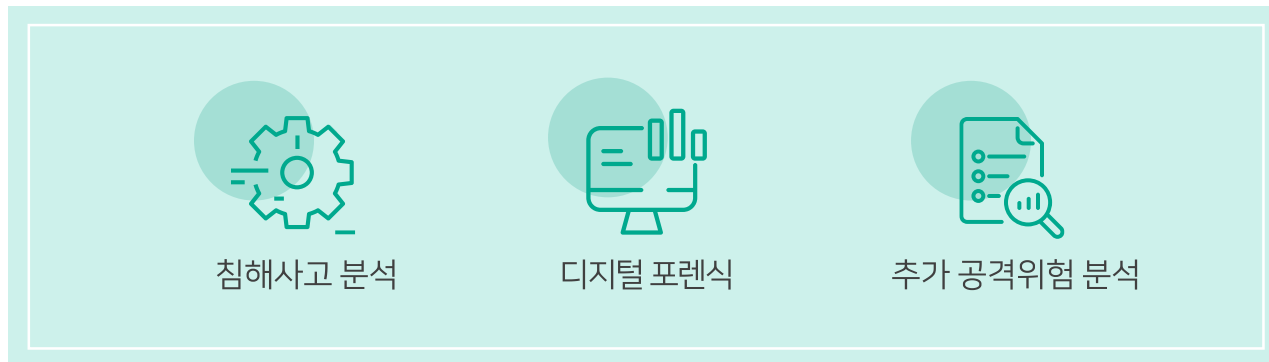 침해사고 분석
디지털 포렌식
추가 공격위험 분석